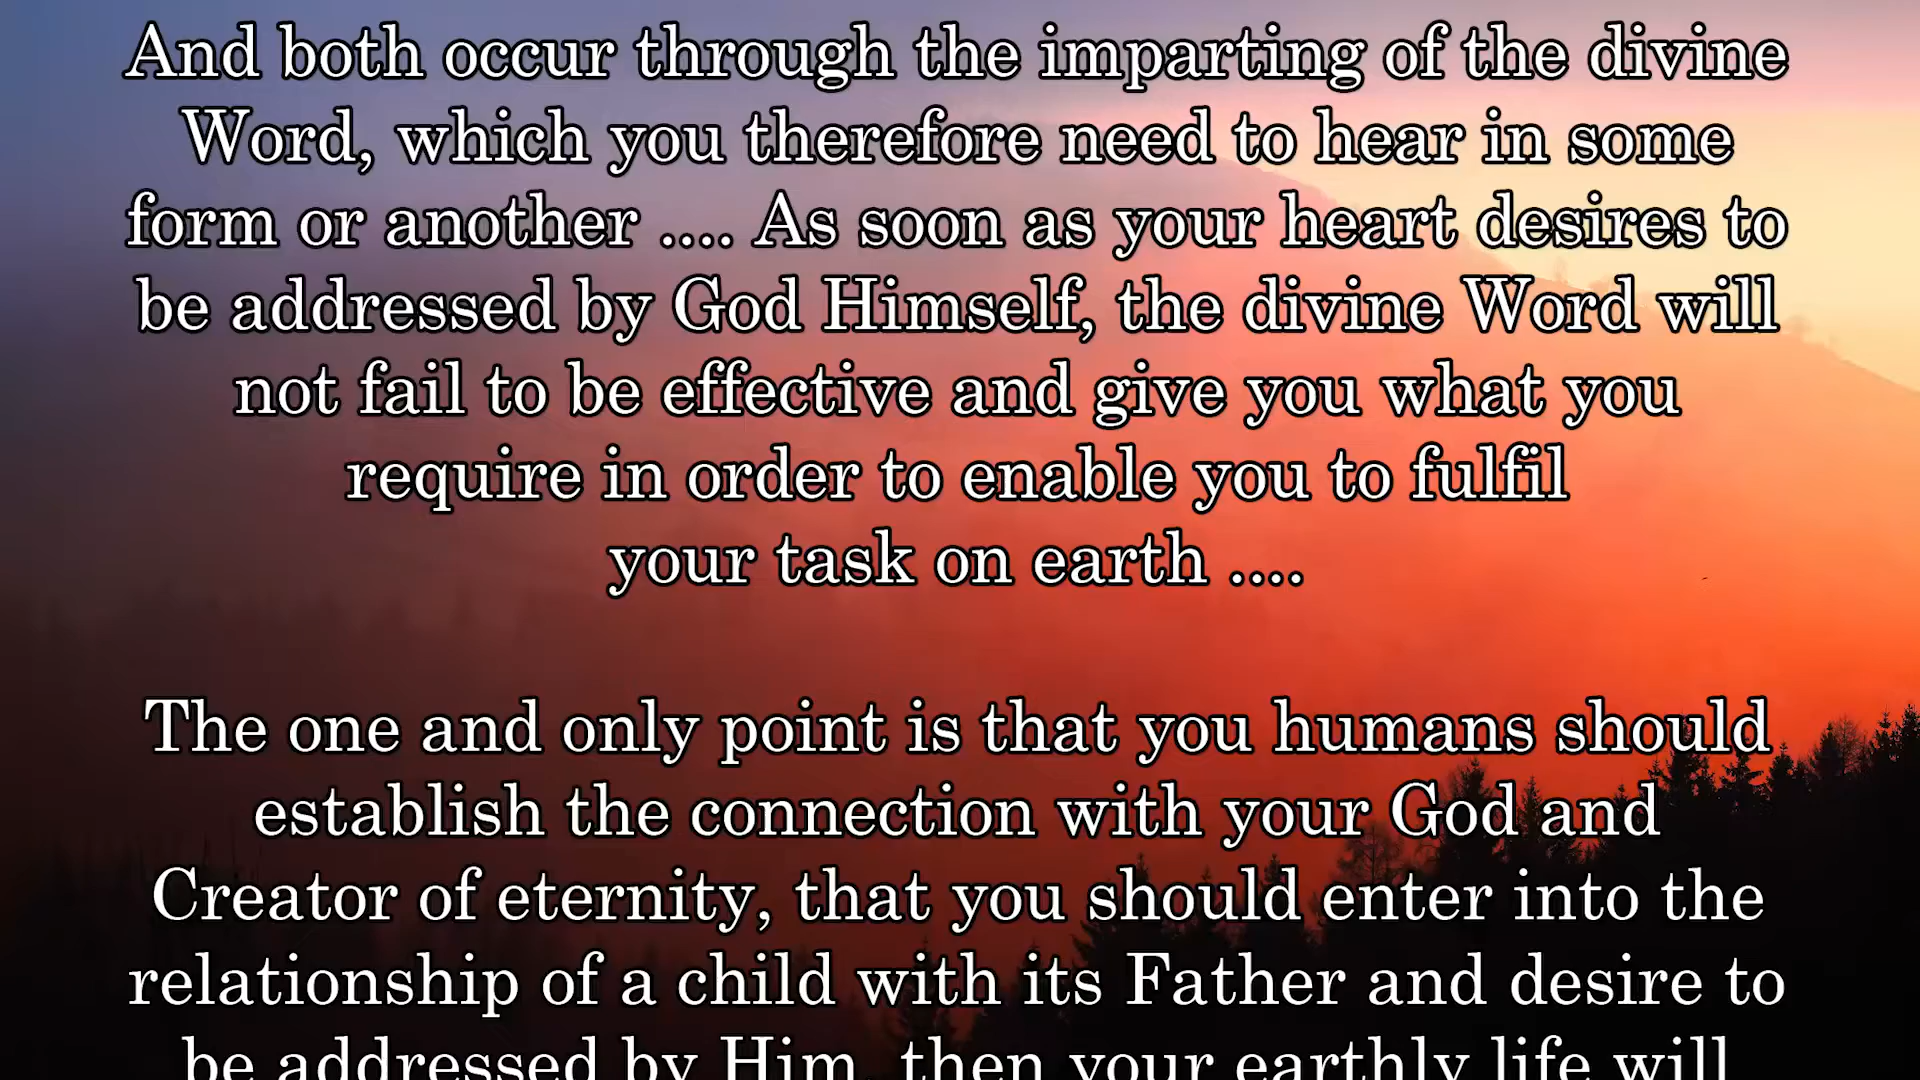 And both occur through the imparting of the divine
Word, which you therefore need to hear in some
form or another .... As soon as your heart desires to
be addressed by God Himself, the divine Word will
not fail to be effective and give you what you
require in order to enable you to fulfil
your task on earth ....
The one and only point is that you humans should
establish the connection with your God and
Creator of eternity, that you should enter into the
relationship of a child with its Father and desire to
be addressed by Him, then your earthly life will